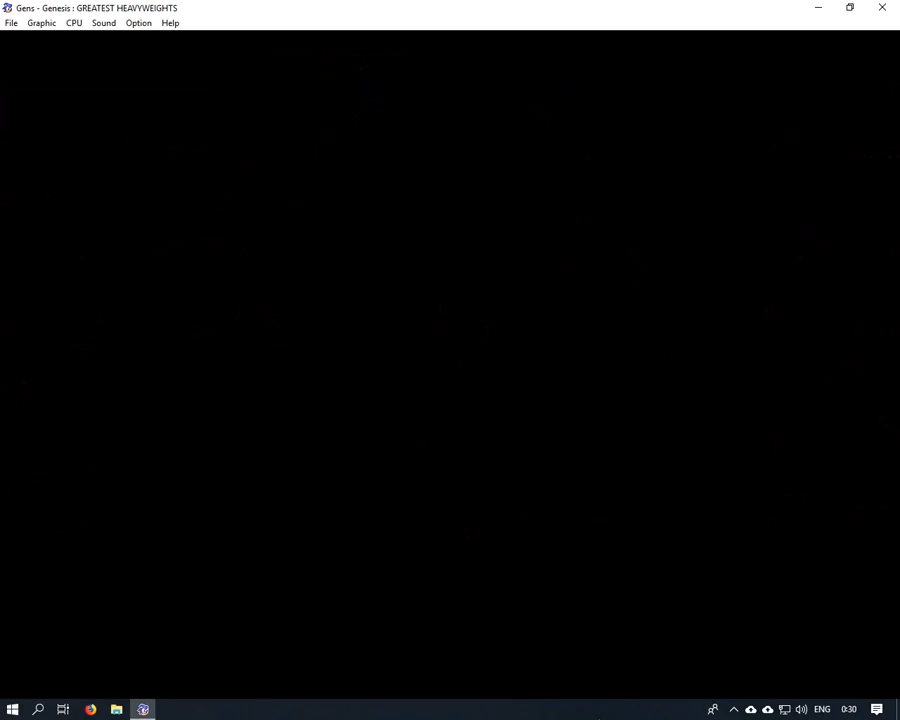 Gens - Genesis : GREATEST HEAVYWEIGHTS
File Graphic CPU Sound Option Help
ENG 0:30